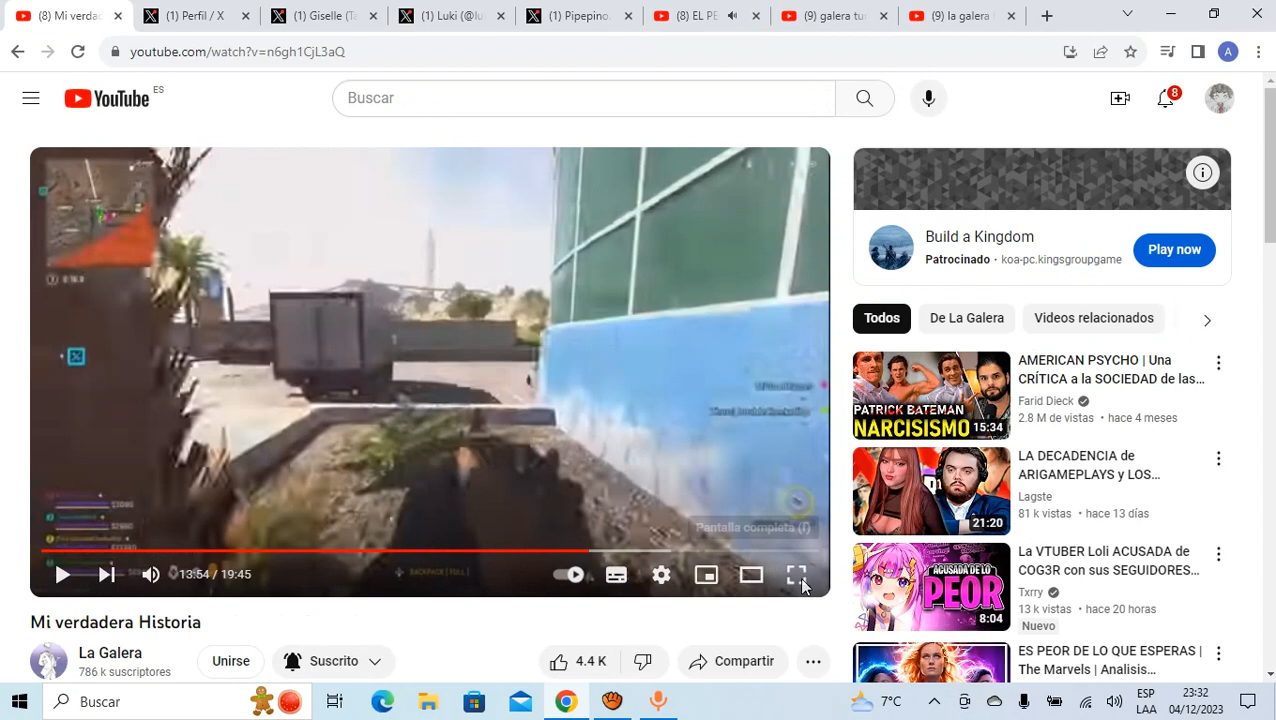 (8) Mi verdad
(1) Perfil / X
(1) Giselle (Ta
(1) Luki (@lu
(1) Pipepino.
(8) EL PE
(9) galera tur
(9) la galera
youtube.com/watch?v=n6gh1CjL3aQ
A
YouTube ES
Buscar
8
Build a Kingdom
Patrocinado • koa-pc.kingsgroupgame
Play now
Todos
De La Galera
Videos relacionados
PATRICK BATEMAN
NARCISISMO
15:34
AMERICAN PSYCHO | Una
CRÍTICA a la SOCIEDAD de las...
Farid Dieck
2.8 M de vistas • hace 4 meses
21:20
LA DECADENCIA de
ARIGAMEPLAYS y LOS...
Lagste
81 k vistas • hace 13 días
ACUSADA DE LO
PEOR
8:04
La VTUBER Loli ACUSADA de
COG3R con sus SEGUIDORES...
Txrry
13 k vistas • hace 20 horas
Nuevo
ES PEOR DE LO QUE ESPERAS |
The Marvels | Analisis
Pantalla completa (f)
13:54 / 19:45
BACKPACK [FULL]
Mi verdadera Historia
La Galera
786 k suscriptores
Unirse
Suscrito
4.4 K
Compartir
Buscar
7°C
ESP
LAA
23:32
04/12/2023